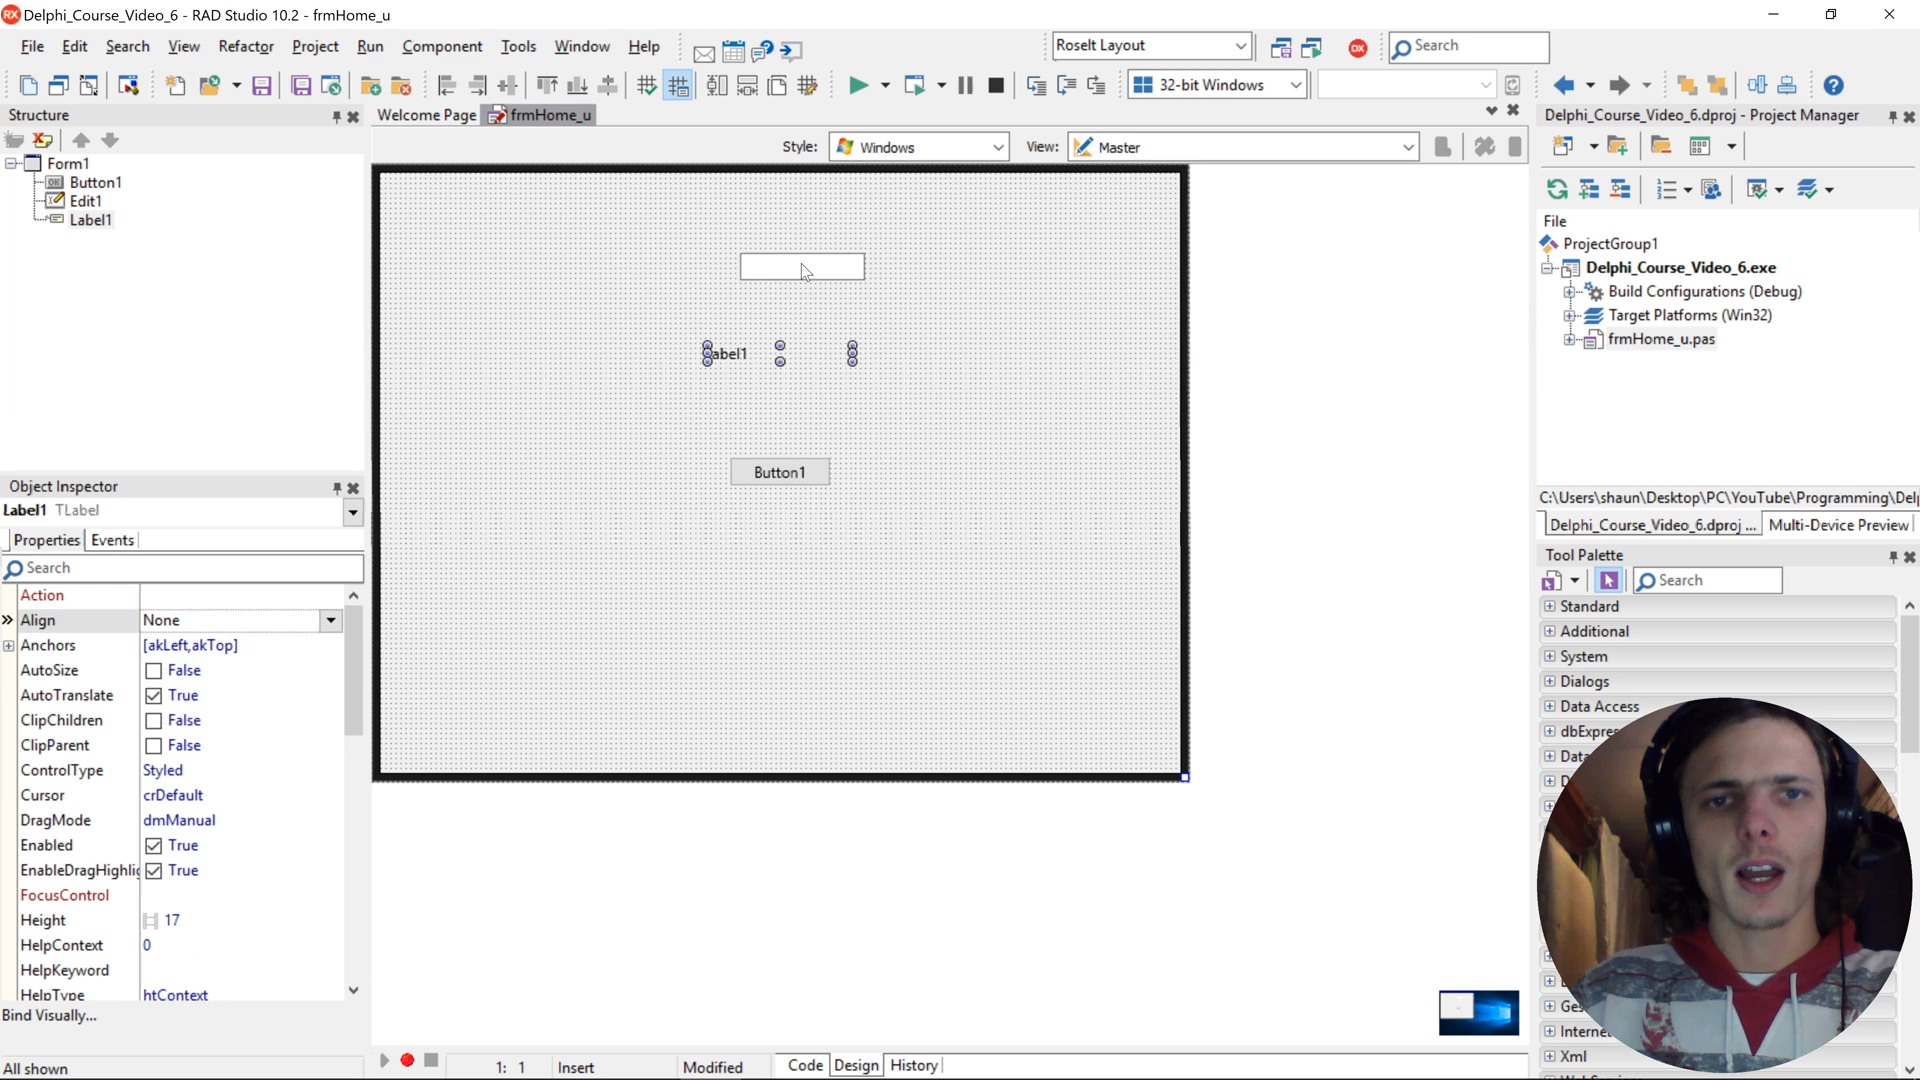 Delphi_Course_Video_6 - RAD Studio 10.2 - frmHome_u
File Edit Search View Refactor Project Run Component Tools Window Help
Roselt Layout
Search
32-bit Windows
Structure
Welcome Page
frmHome_u
Delphi_Course_Video_6.dproj - Project Manager
Style: Windows
View: Master
Form1
Button1
Edit1
Label1
File
ProjectGroup1
Delphi_Course_Video_6.exe
Build Configurations (Debug)
Target Platforms (Win32)
frmHome_u.pas
abel1
Button1
Object Inspector
Label1 TLabel
Properties Events
Search
Action
Align None
Anchors [akLeft,akTop]
AutoSize False
AutoTranslate True
ClipChildren False
ClipParent False
ControlType Styled
Cursor crDefault
DragMode dmManual
Enabled True
EnableDragHighli True
FocusControl
Height 17
HelpContext 0
HelpKeyword
HelpType htContext
Bind Visually...
All shown
C:\Users\shaun\Desktop\PC\YouTube\Programming\Del
Delphi_Course_Video_6.dproj ... Multi-Device Preview
Tool Palette
Search
Standard
Additional
System
Dialogs
Data Access
dbExpre
Data
D
Ges
Interne
Xml
1: 1 Insert Modified Code Design History